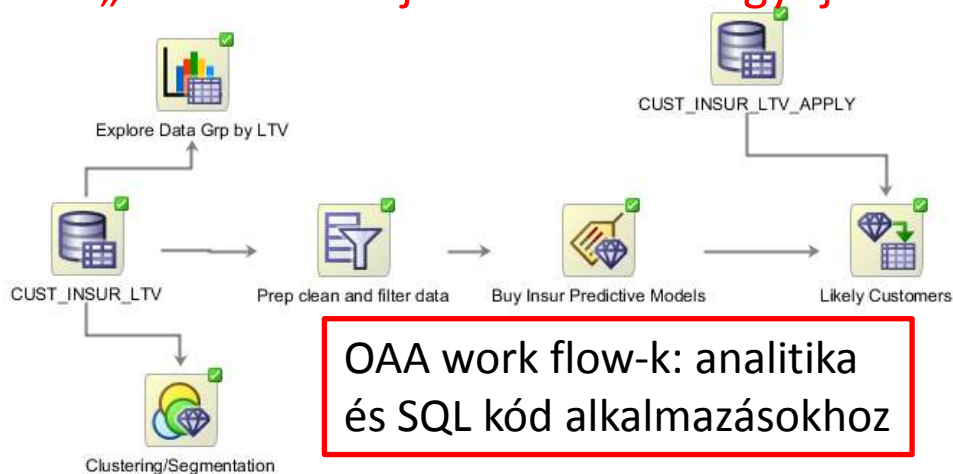 CUST_INSUR_LTV_APPLY
Explore Data Grp by LTV
CUST_INSUR_LTV
Prep clean and filter data
Buy Insur Predictive Models
Likely Customers
OAA work flow-k: analitika
és SQL kód alkalmazásokhoz
Clustering/Segmentation